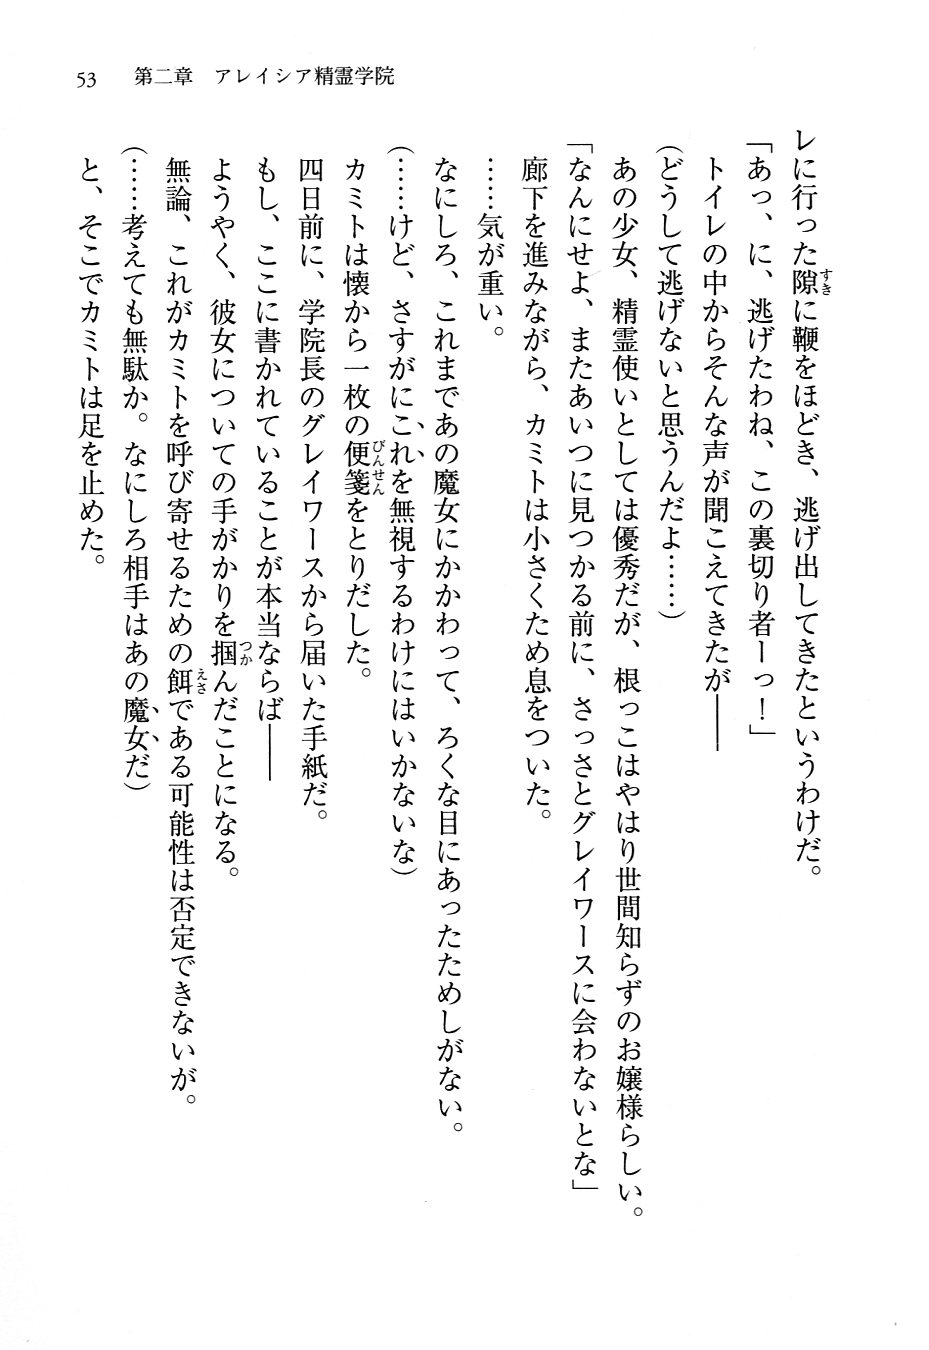 53　第二章　アレイシア精霊学院
レに行った隙に鞭をほどき、逃げ出してきたというわけだ。
「あっ、に、逃げたわね、この裏切り者ーっ！」
トイレの中からそんな声が聞こえてきたが――
（どうして逃げないと思うんだよ……）
あの少女、精霊使いとしては優秀だが、根っこはやはり世間知らずのお嬢様らしい。
「なんにせよ、またあいつに見つかる前に、さっさとグレイワースに会わないとな」
廊下を進みながら、カミトは小さくため息をついた。
……気が重い。
なにしろ、これまであの魔女にかかわって、ろくな目にあったためしがない。
（……けど、さすがにこれを無視するわけにはいかないな）
カミトは懐から一枚の便箋をとりだした。
四日前に、学院長のグレイワースから届いた手紙だ。
もし、ここに書かれていることが本当ならば――
ようやく、彼女についての手がかりを掴んだことになる。
無論、これがカミトを呼び寄せるための餌である可能性は否定できないが。
（……考えても無駄か。なにしろ相手はあの魔女だ）
と、そこでカミトは足を止めた。